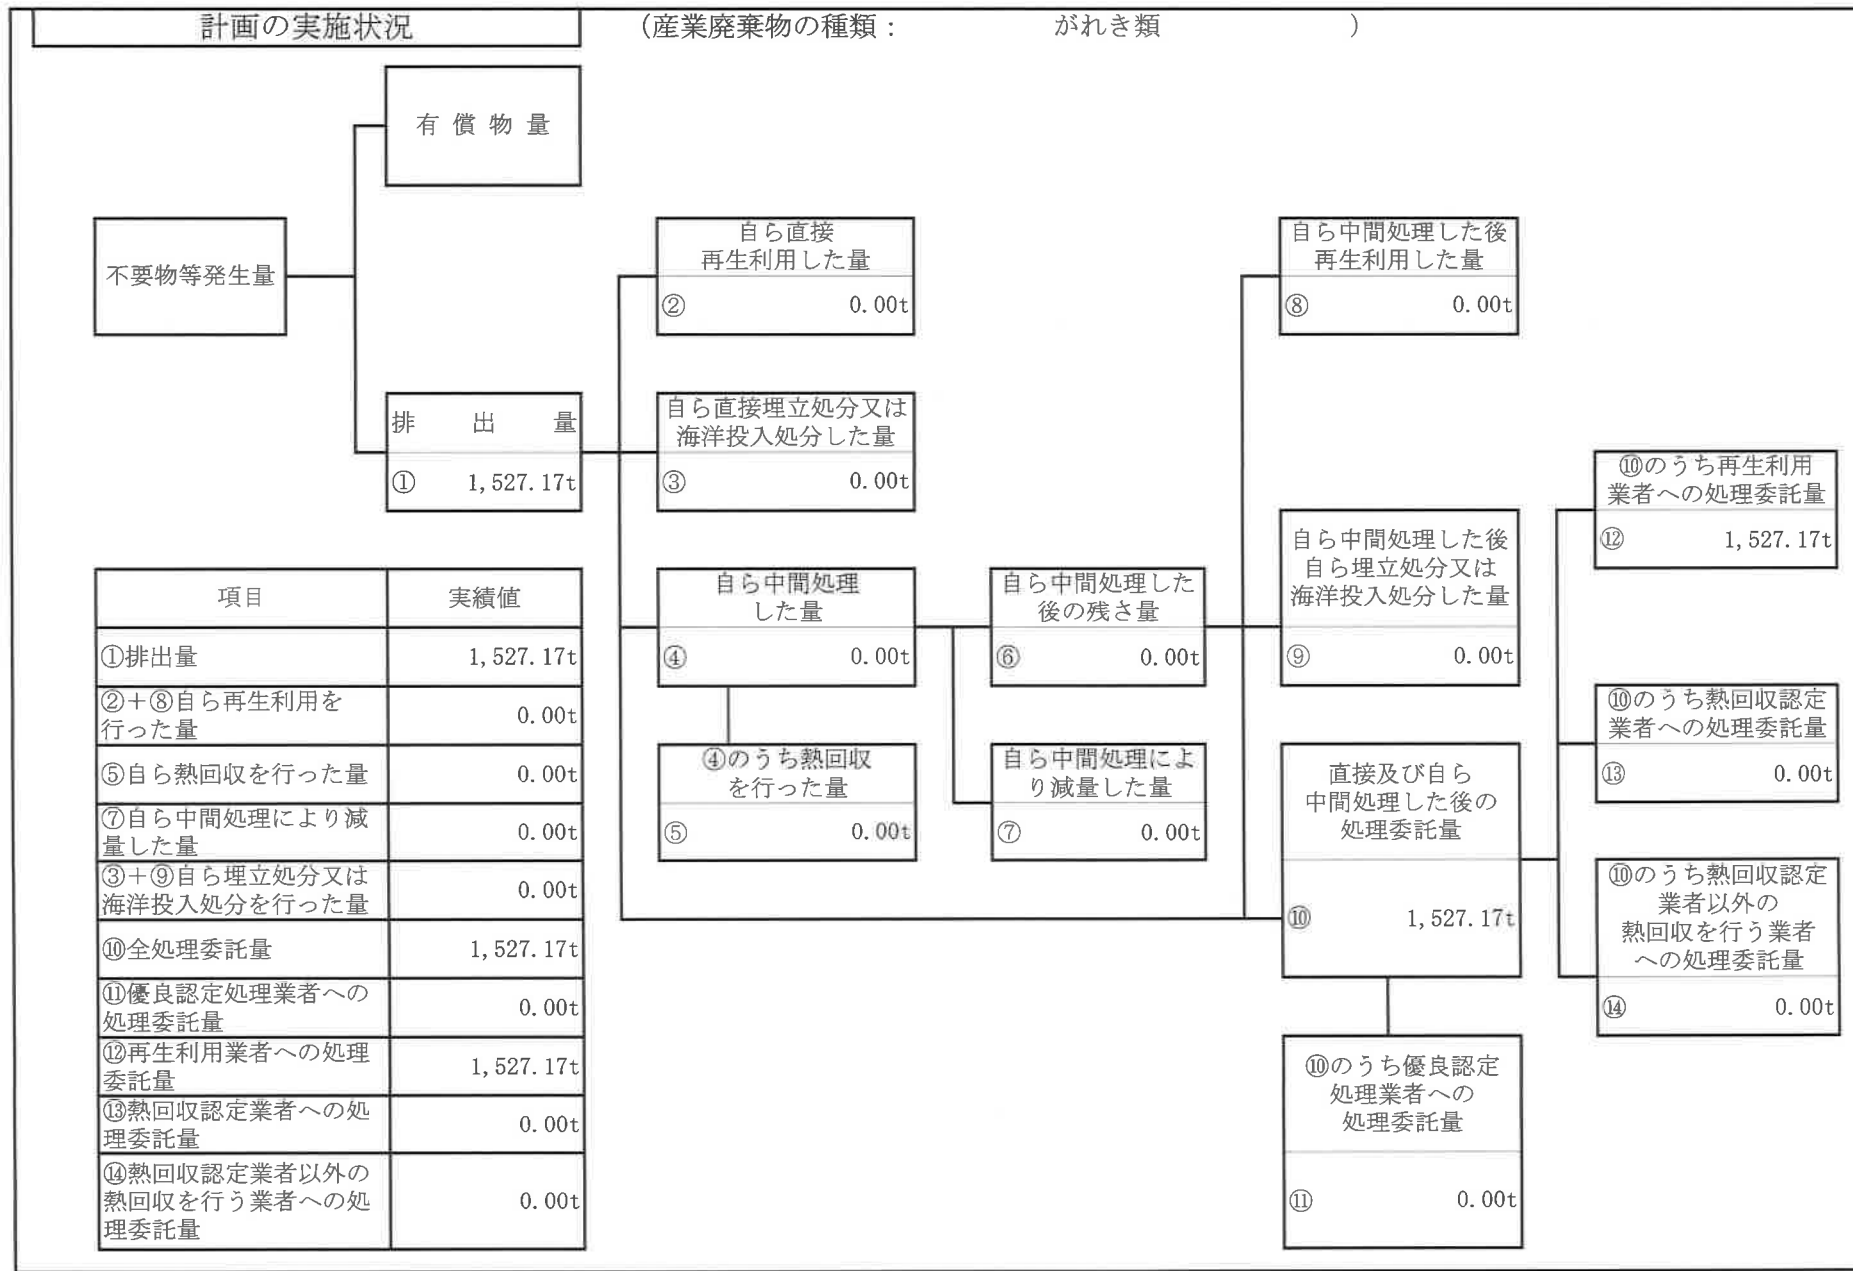 計画の実施状況
（産業廃棄物の種類： がれき類 ）
有償物量
不要物等発生量
排出量
① 1,527.17t
自ら直接
再生利用した量
② 0.00t
自ら直接埋立処分又は
海洋投入処分した量
③ 0.00t
自ら中間処理
した量
④ 0.00t
④のうち熱回収
を行った量
⑤ 0.00t
自ら中間処理した
後の残さ量
⑥ 0.00t
自ら中間処理によ
り減量した量
⑦ 0.00t
自ら中間処理した後
再生利用した量
⑧ 0.00t
自ら中間処理した後
自ら埋立処分又は
海洋投入処分した量
⑨ 0.00t
直接及び自ら
中間処理した後の
処理委託量
⑩ 1,527.17t
⑩のうち優良認定
処理業者への
処理委託量
⑪ 0.00t
⑩のうち再生利用
業者への処理委託量
⑫ 1,527.17t
⑩のうち熱回収認定
業者への処理委託量
⑬ 0.00t
⑩のうち熱回収認定
業者以外の
熱回収を行う業者
への処理委託量
⑭ 0.00t
項目 実績値
①排出量 1,527.17t
②＋⑧自ら再生利用を
行った量 0.00t
⑤自ら熱回収を行った量 0.00t
⑦自ら中間処理により減
量した量 0.00t
③＋⑨自ら埋立処分又は
海洋投入処分を行った量 0.00t
⑩全処理委託量 1,527.17t
⑪優良認定処理業者への
処理委託量 0.00t
⑫再生利用業者への処理
委託量 1,527.17t
⑬熱回収認定業者への処
理委託量 0.00t
⑭熱回収認定業者以外の
熱回収を行う業者への処
理委託量 0.00t